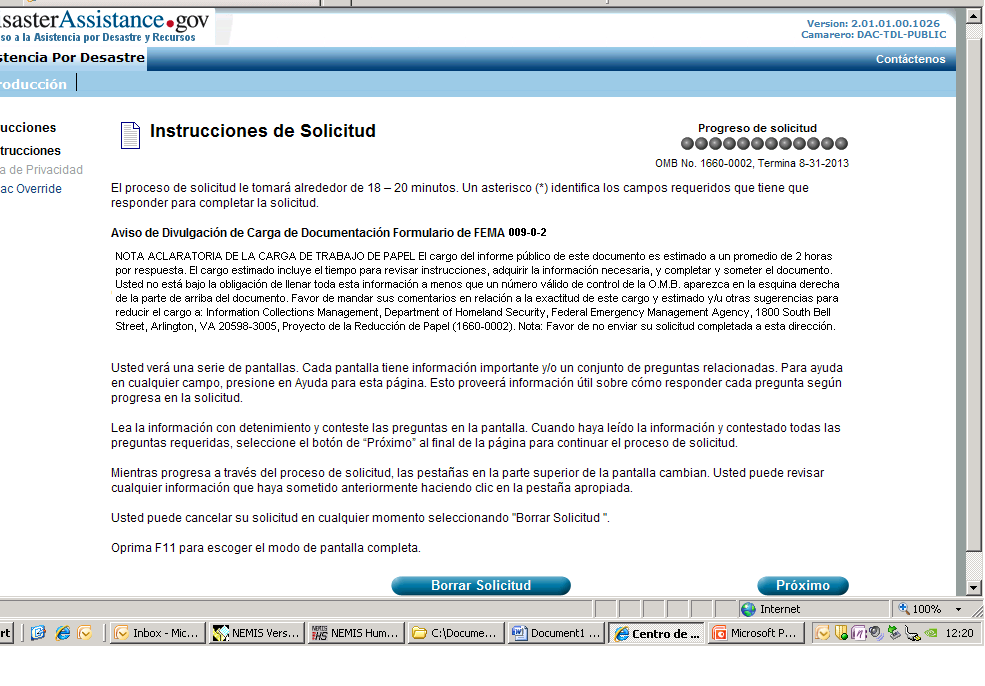 isasterAssistance.gov
so a la Asistencia por Desastre y Recursos
Version: 2.01.01.00.1026
Camarero: DAC-TDL-PUBLIC
stencia Por Desastre
Contáctenos
roducción
ucciones
trucciones
a de Privacidad
ac Override
Instrucciones de Solicitud
Progreso de solicitud
OMB No. 1660-0002, Termina 8-31-2013
El proceso de solicitud le tomará alrededor de 18 – 20 minutos. Un asterisco (*) identifica los campos requeridos que tiene que
responder para completar la solicitud.
Aviso de Divulgación de Carga de Documentación Formulario de FEMA 009-0-2
NOTA ACLARATORIA DE LA CARGA DE TRABAJO DE PAPEL El cargo del informe público de este documento es estimado a un promedio de 2 horas
por respuesta. El cargo estimado incluye el tiempo para revisar instrucciones, adquirir la información necesaria, y completar y someter el documento.
Usted no está bajo la obligación de llenar toda esta información a menos que un número válido de control de la O.M.B. aparezca en la esquina derecha
de la parte de arriba del documento. Favor de mandar sus comentarios en relación a la exactitud de este cargo y estimado y/u otras sugerencias para
reducir el cargo a: Information Collections Management, Department of Homeland Security, Federal Emergency Management Agency, 1800 South Bell
Street, Arlington, VA 20598-3005, Proyecto de la Reducción de Papel (1660-0002). Nota: Favor de no enviar su solicitud completada a esta dirección.
Usted verá una serie de pantallas. Cada pantalla tiene información importante y/o un conjunto de preguntas relacionadas. Para ayuda
en cualquier campo, presione en Ayuda para esta página. Esto proveerá información útil sobre cómo responder cada pregunta según
progresa en la solicitud.
Lea la información con detenimiento y conteste las preguntas en la pantalla. Cuando haya leído la información y contestado todas las
preguntas requeridas, seleccione el botón de “Próximo” al final de la página para continuar el proceso de solicitud.
Mientras progresa a través del proceso de solicitud, las pestañas en la parte superior de la pantalla cambian. Usted puede revisar
cualquier información que haya sometido anteriormente haciendo clic en la pestaña apropiada.
Usted puede cancelar su solicitud en cualquier momento seleccionando "Borrar Solicitud ".
Oprima F11 para escoger el modo de pantalla completa.
Borrar Solicitud
Próximo
Internet
100%
rt
Inbox - Mic...
NEMIS Vers...
NEMIS Hum...
C:\Docume...
Document1 ...
Centro de ...
Microsoft P...
12:20